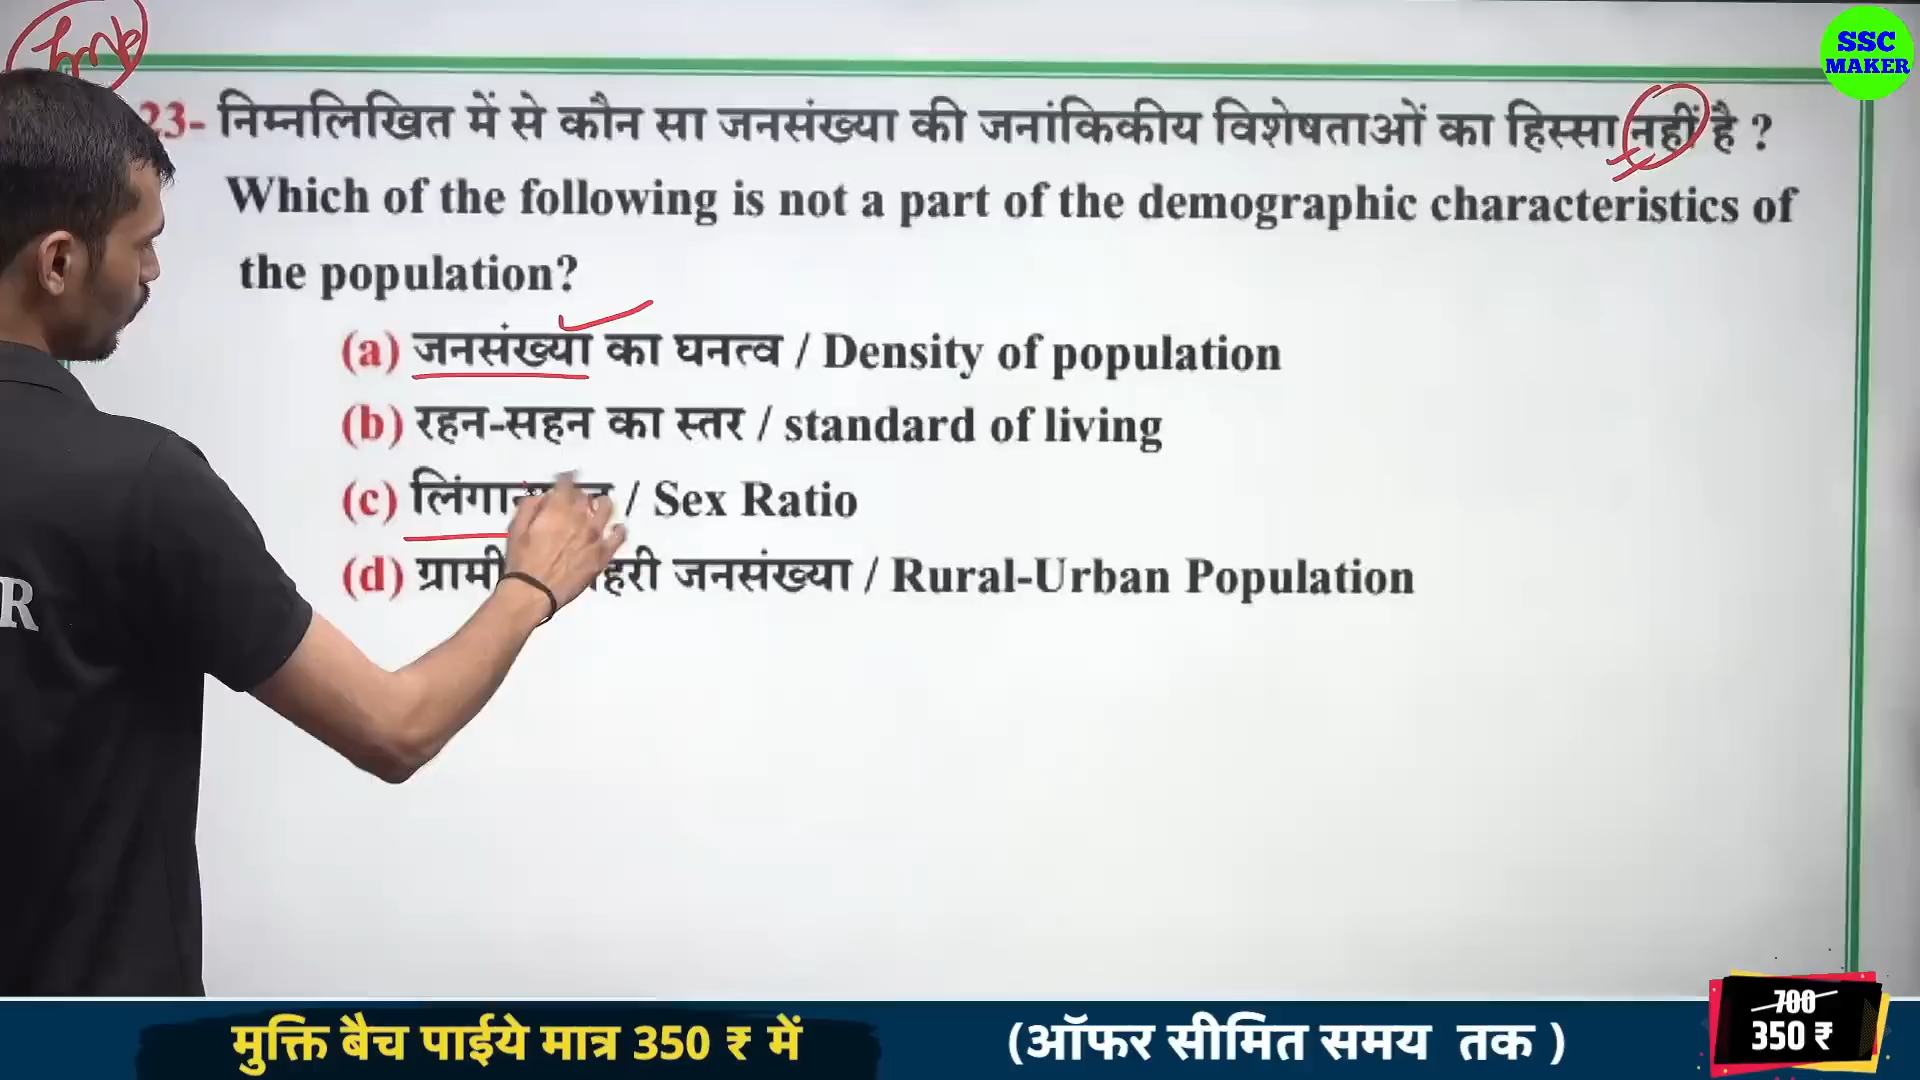 SSC
MAKER
23- निम्नलिखित में से कौन सा जनसंख्या की जनांकिकीय विशेषताओं का हिस्सा नहीं है ?
Which of the following is not a part of the demographic characteristics of
the population?
(a) जनसंख्या का घनत्व / Density of population
(b) रहन-सहन का स्तर / standard of living
(c) / Sex Ratio
(d) जनसंख्या / Rural-Urban Population
R
मुक्ति बैच पाईये मात्र 350 ₹ में
(ऑफर सीमित समय तक )
700
350 ₹